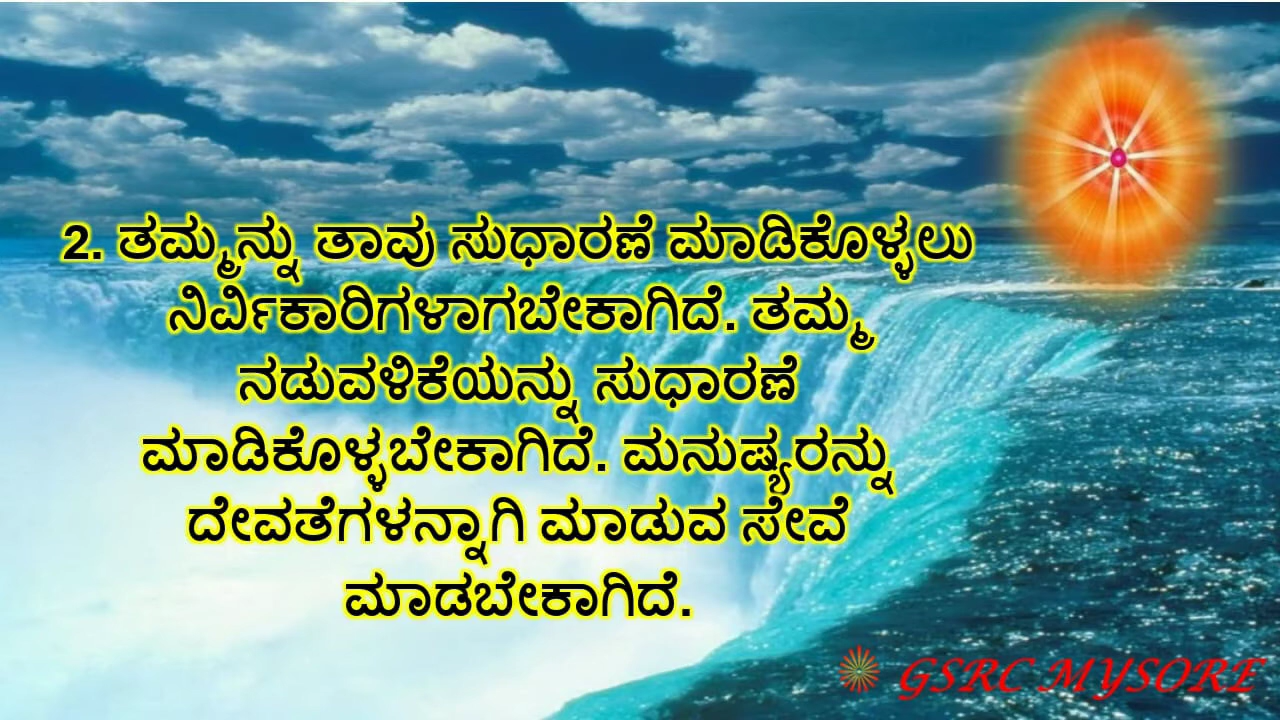 2. ತಮ್ಮನ್ನು ತಾವು ಸುಧಾರಣೆ ಮಾಡಿಕೊಳ್ಳಲು
ನಿರ್ವಿಕಾರಿಗಳಾಗಬೇಕಾಗಿದೆ. ತಮ್ಮ
ನಡುವಳಿಕೆಯನ್ನು ಸುಧಾರಣೆ
ಮಾಡಿಕೊಳ್ಳಬೇಕಾಗಿದೆ. ಮನುಷ್ಯರನ್ನು
ದೇವತೆಗಳನ್ನಾಗಿ ಮಾಡುವ ಸೇವೆ
ಮಾಡಬೇಕಾಗಿದೆ.
GSRC MYSORE